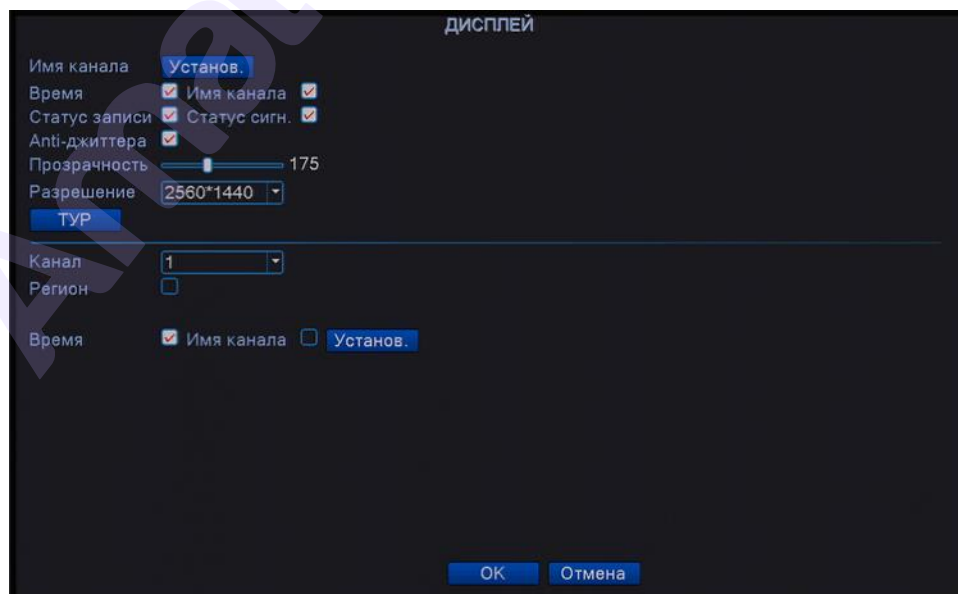 ДИСПЛЕЙ
Имя канала Установ.
Время Имя канала
Статус записи Статус сигн.
Anti-джиттера
Прозрачность 175
Разрешение 2560*1440
ТУР
Канал 1
Регион
Время Имя канала Установ.
OK Отмена